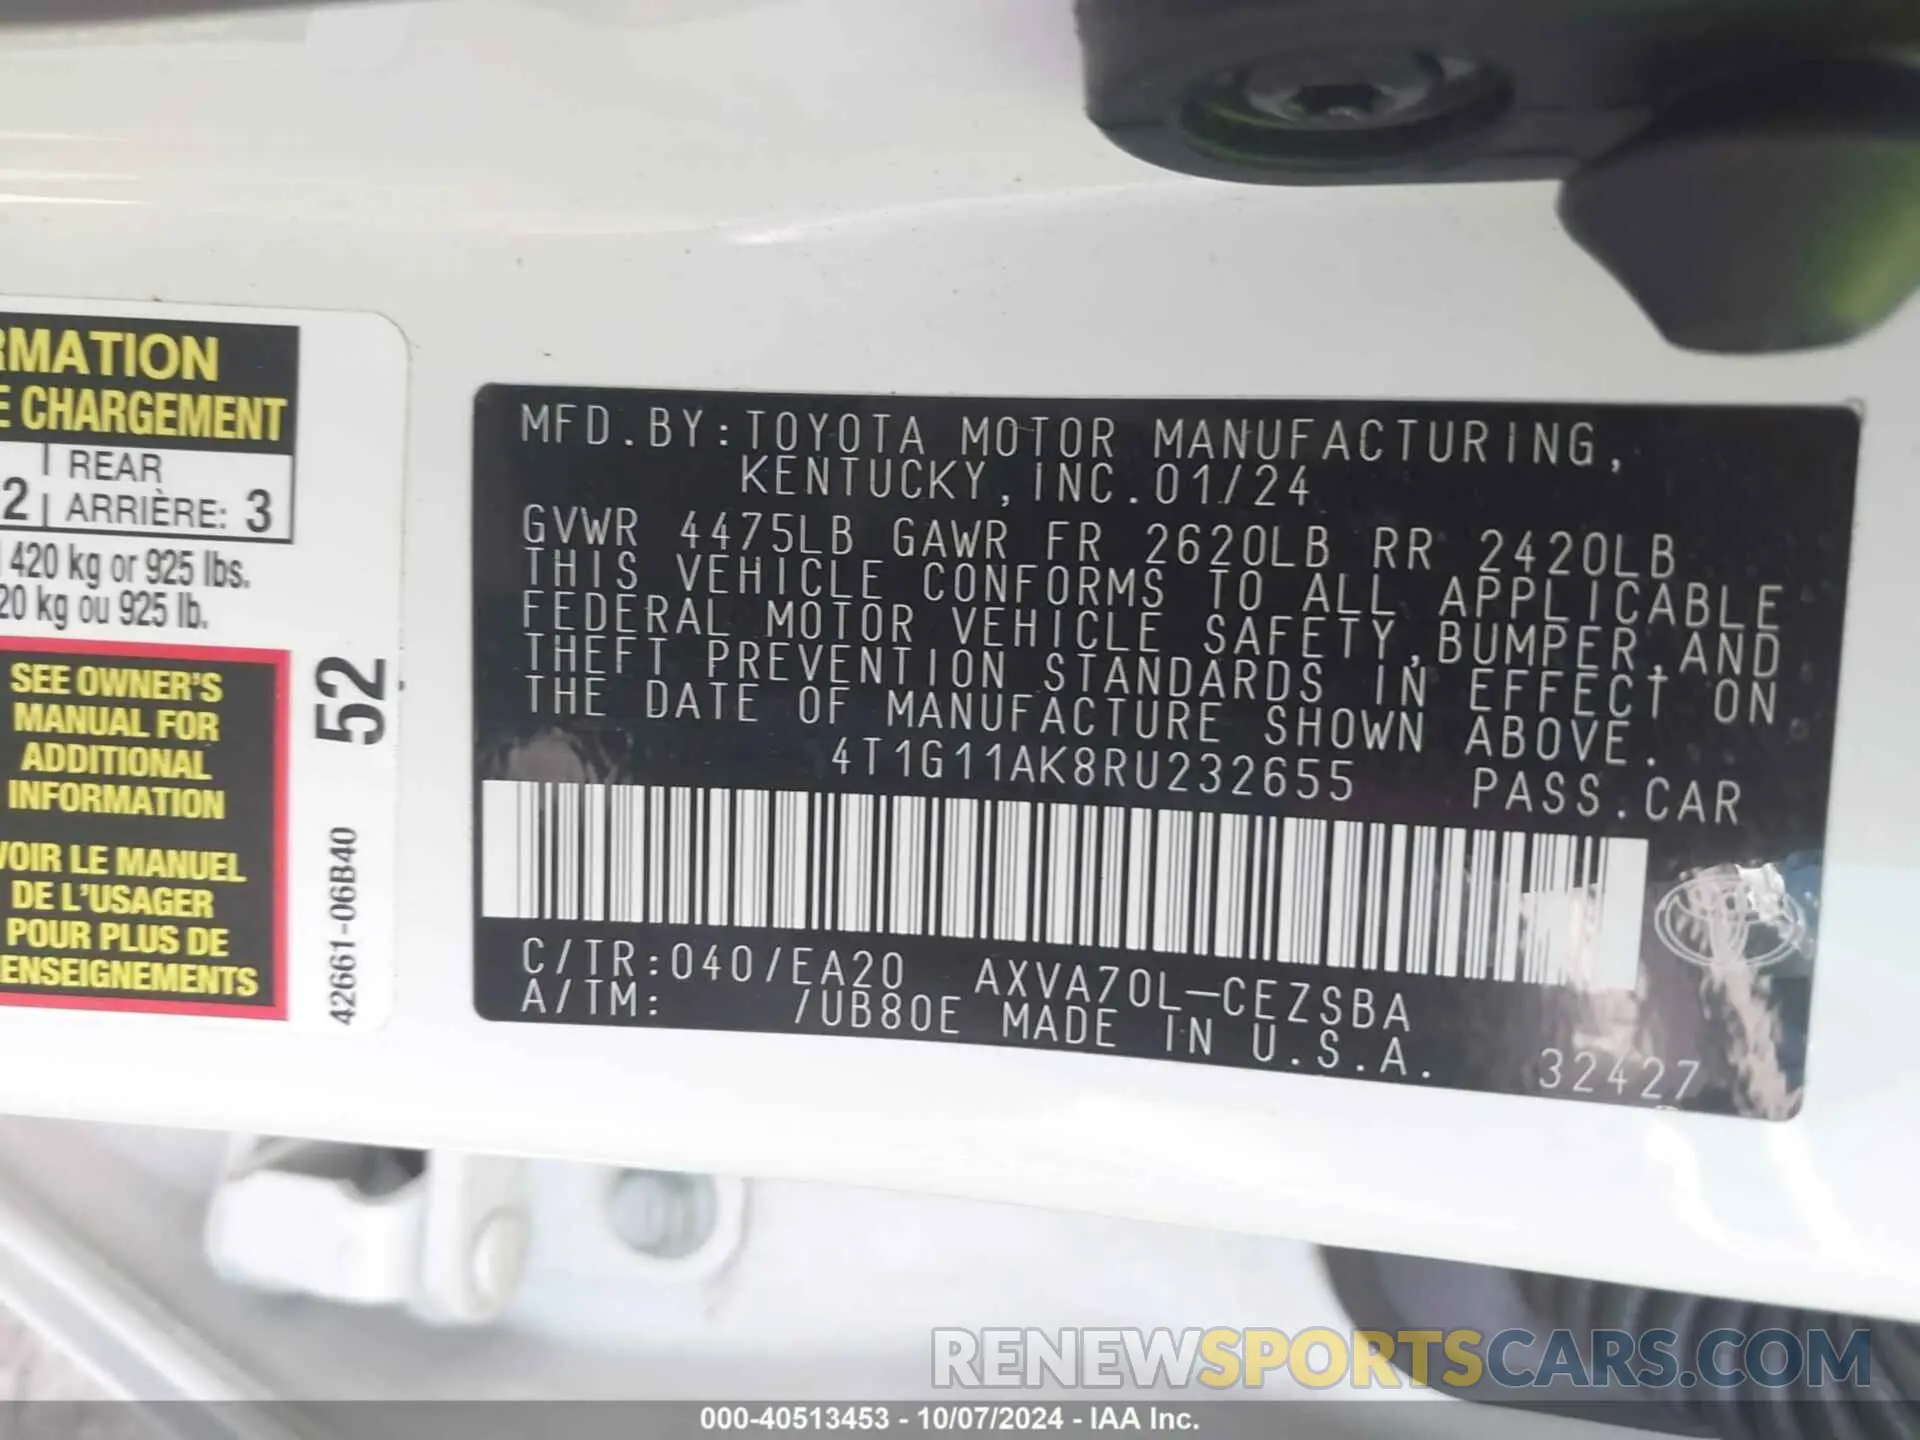 RMATION
E CHARGEMENT
REAR
2 ARRIÈRE: 3
420 kg or 925 lbs.
20 kg ou 925 lb.
SEE OWNER'S
MANUAL FOR
ADDITIONAL
INFORMATION
VOIR LE MANUEL
DE L'USAGER
POUR PLUS DE
ENSEIGNEMENTS
52
42661-06B40
MFD.BY:TOYOTA MOTOR MANUFACTURING,
KENTUCKY,INC.01/24
GVWR 4475LB GAWR FR 2620LB RR 2420LB
THIS VEHICLE CONFORMS TO ALL APPLICABLE
FEDERAL MOTOR VEHICLE SAFETY,BUMPER,AND
THEFT PREVENTION STANDARDS IN EFFECT ON
THE DATE OF MANUFACTURE SHOWN ABOVE.
4T1G11AK8RU232655 PASS.CAR
C/TR:040/EA20 AXVA70L-CEZSBA
A/TM: /UB80E MADE IN U.S.A.
32427
RENEWSPORTSCARS.COM
000-40513453 - 10/07/2024 - IAA Inc.